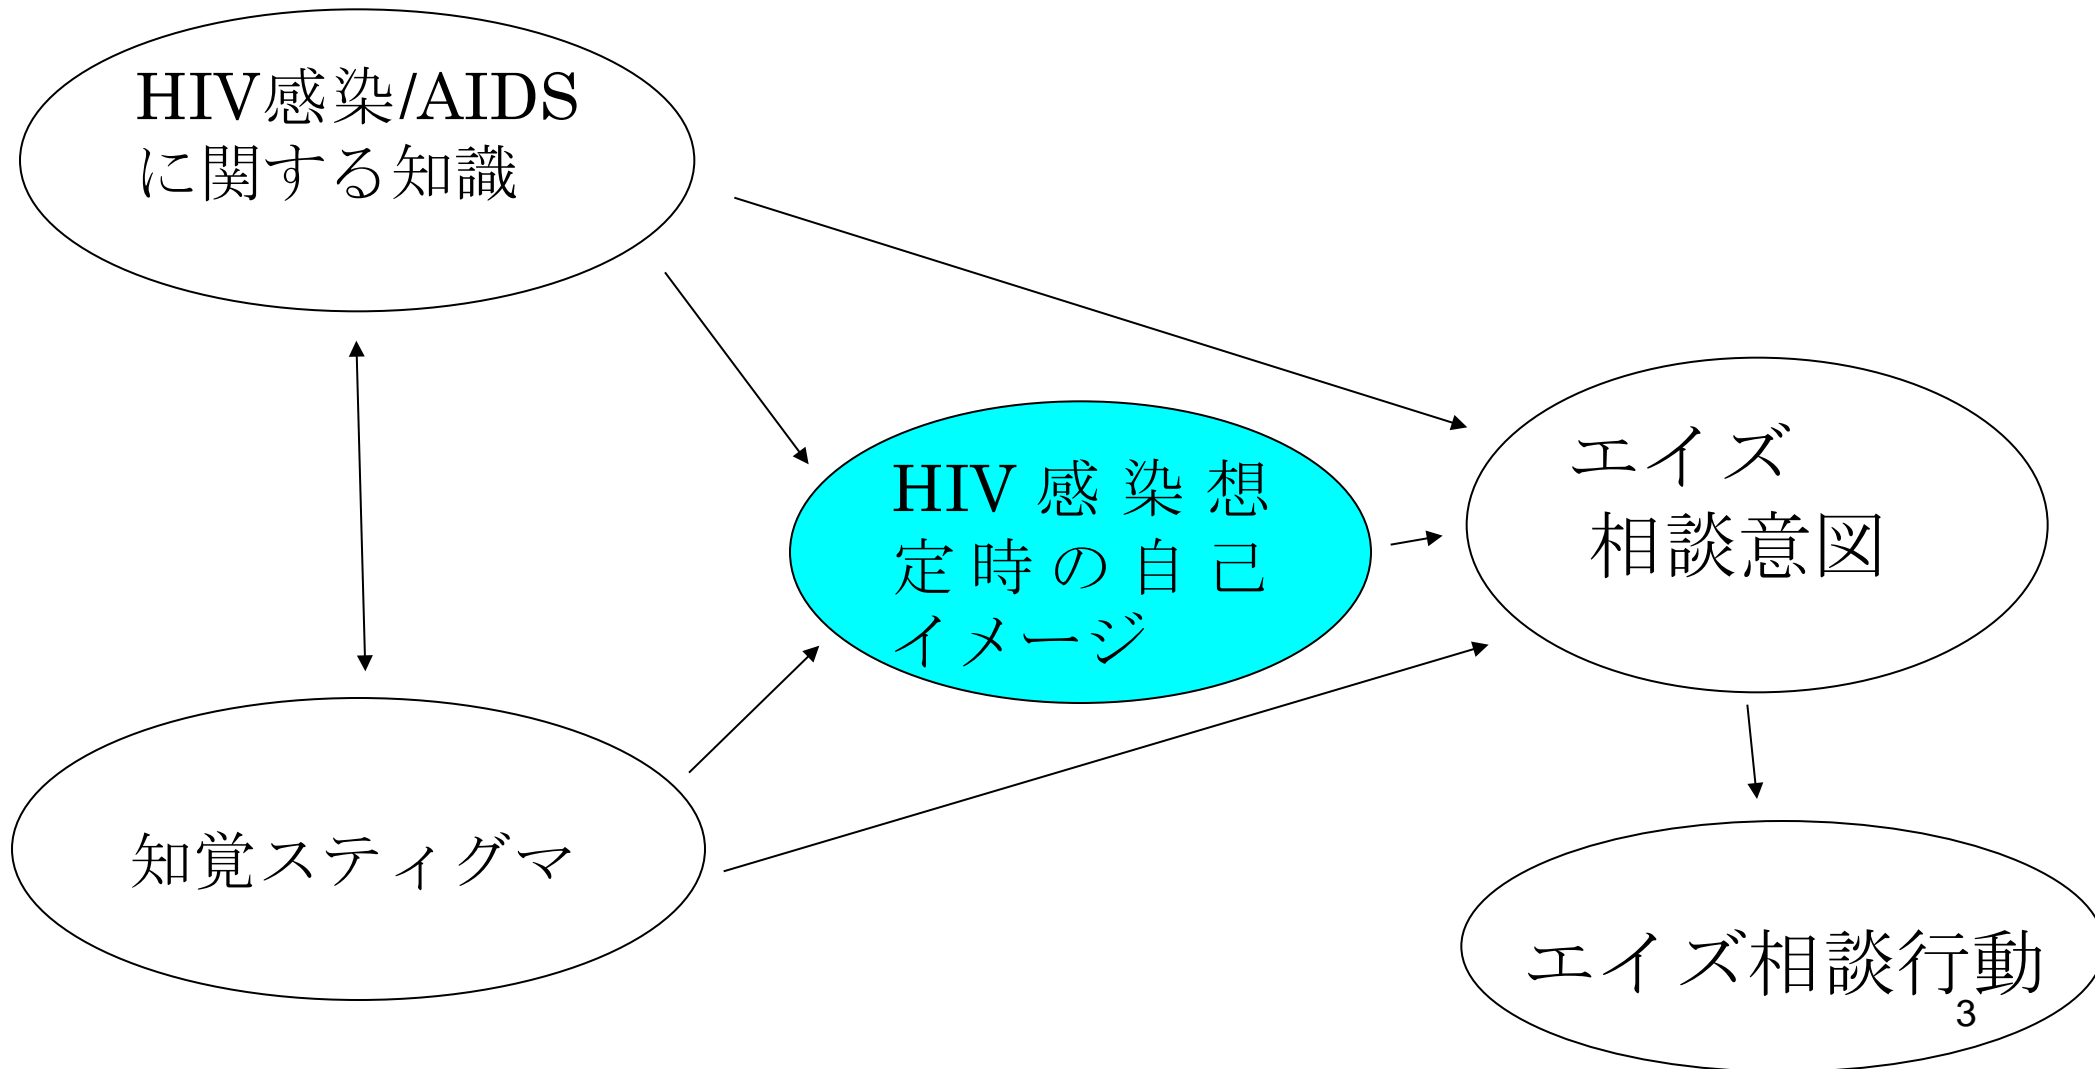 HIV感染/AIDS
に関する知識
HIV 感 染 想
定 時 の 自 己
イメージ
エイズ
相談意図
知覚スティグマ
エイズ相談行動
3